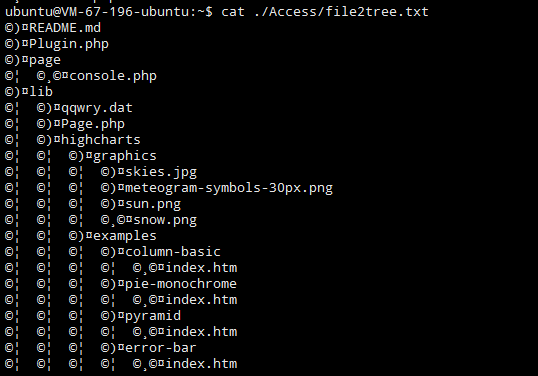 ubuntu@VM-67-196-ubuntu:~$ cat ./Access/file2tree.txt
©)¤README.md
©)¤Plugin.php
©)¤page
©¦  ©¸©¤console.php
©)¤lib
©¦  ©)¤qqwry.dat
©¦  ©)¤Page.php
©¦  ©)¤highcharts
©¦  ©¦  ©)¤graphics
©¦  ©¦  ©¦  ©)¤skies.jpg
©¦  ©¦  ©¦  ©)¤meteogram-symbols-30px.png
©¦  ©¦  ©¦  ©)¤sun.png
©¦  ©¦  ©¦  ©¸©¤snow.png
©¦  ©¦  ©)¤examples
©¦  ©¦  ©¦  ©)¤column-basic
©¦  ©¦  ©¦  ©¦  ©¸©¤index.htm
©¦  ©¦  ©¦  ©)¤pie-monochrome
©¦  ©¦  ©¦  ©¦  ©¸©¤index.htm
©¦  ©¦  ©¦  ©)¤pyramid
©¦  ©¦  ©¦  ©¦  ©¸©¤index.htm
©¦  ©¦  ©¦  ©)¤error-bar
©¦  ©¦  ©¦  ©¦  ©¸©¤index.htm